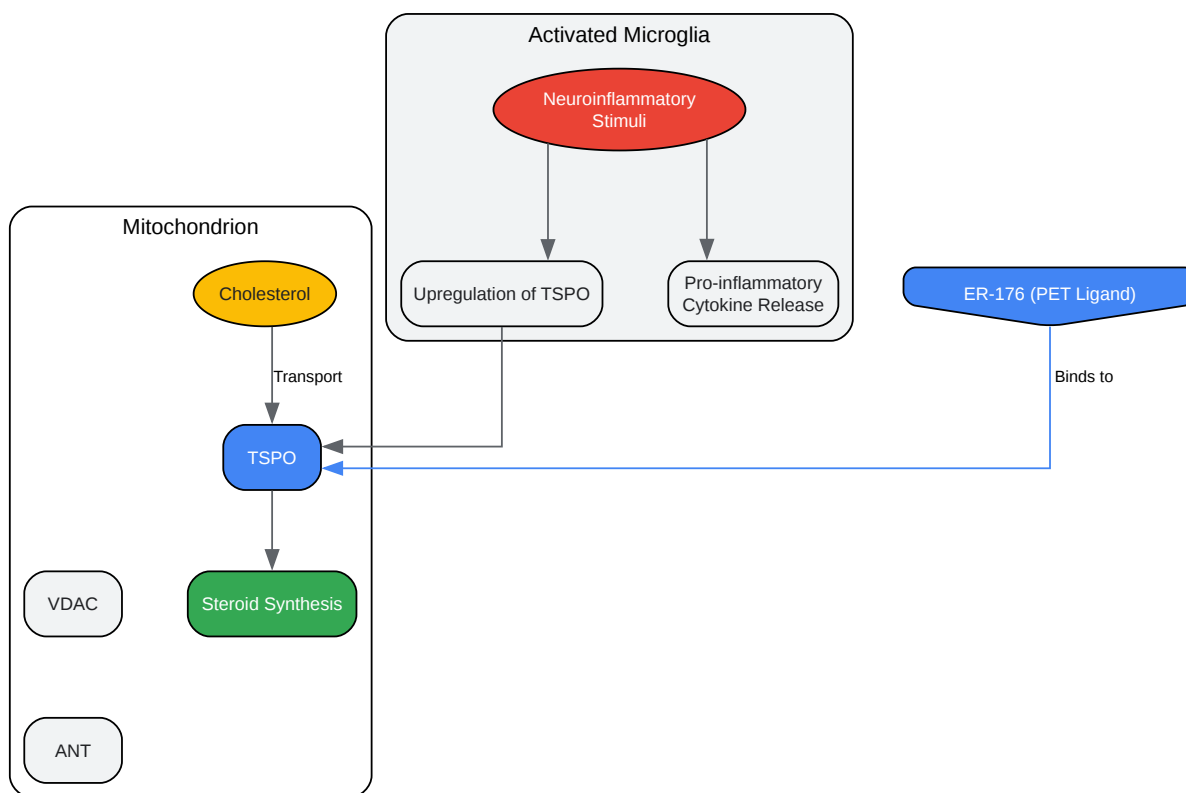 Activated Microglia
Neuroinflammatory
Stimuli
Mitochondrion
Cholesterol
Upregulation of TSPO
Pro-inflammatory
Cytokine Release
ER-176 (PET Ligand)
Transport
Binds to
TSPO
VDAC
Steroid Synthesis
ANT